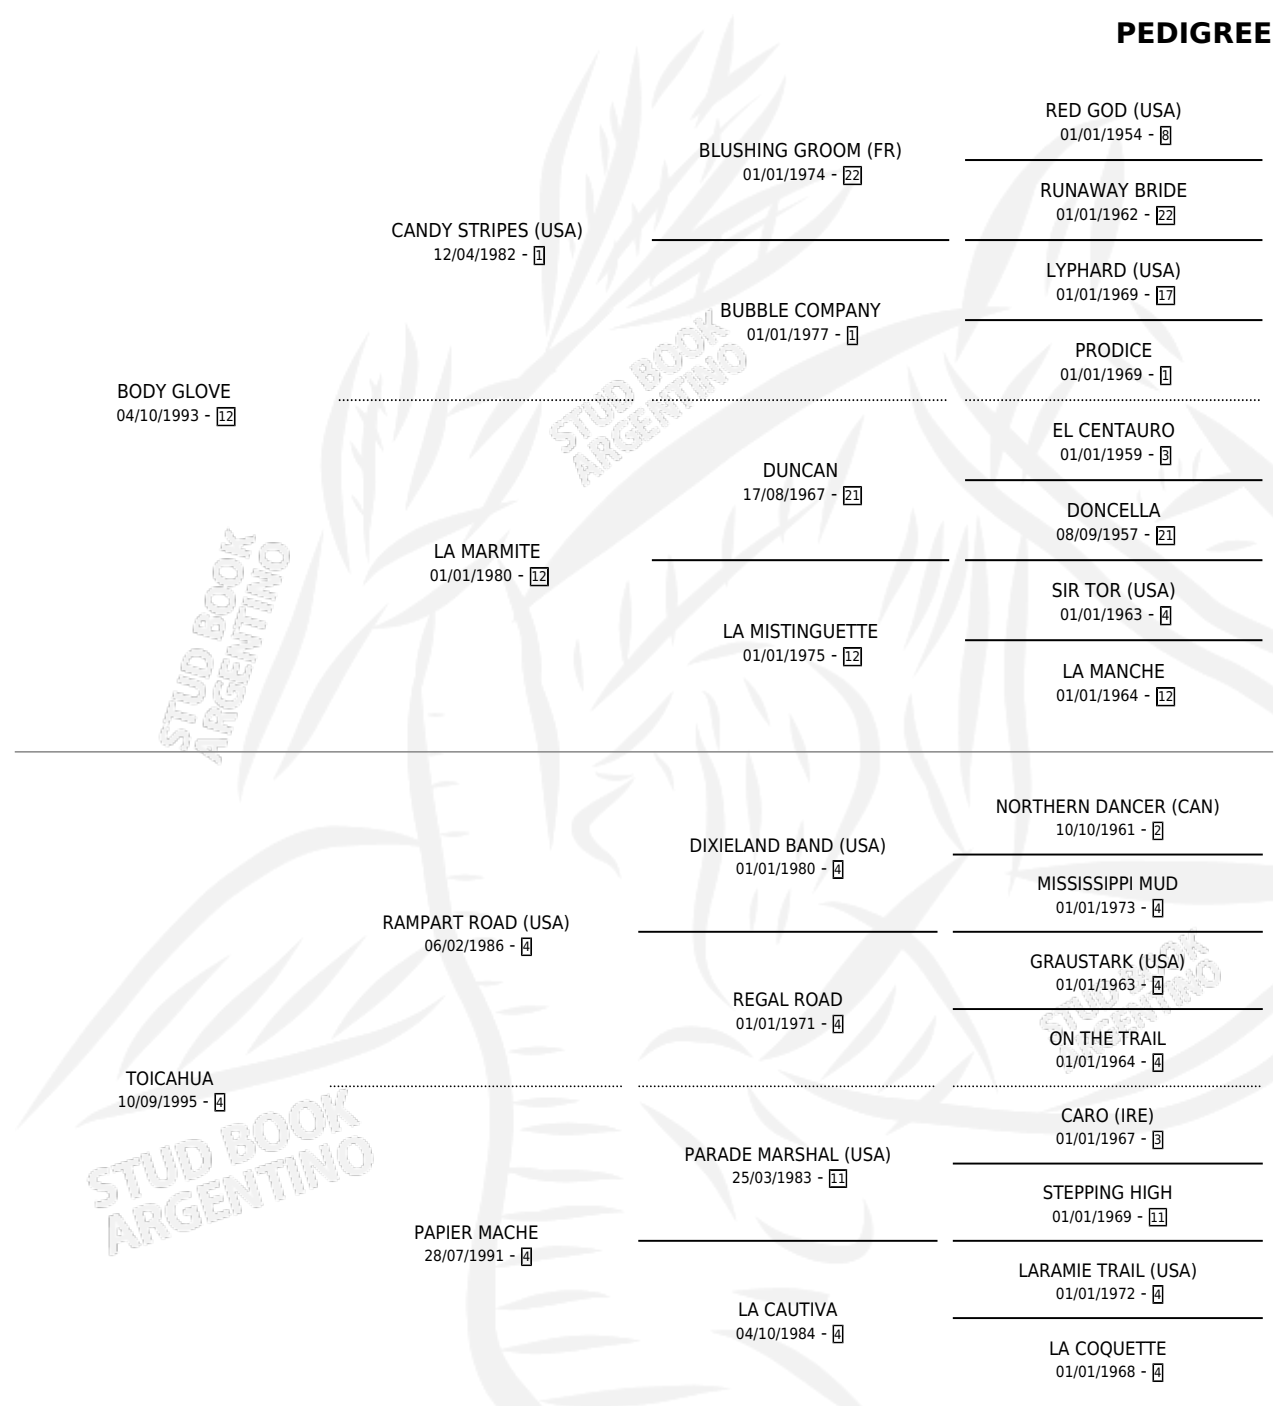 PEDIGREE
RED GOD (USA)
01/01/1954 - 8
BLUSHING GROOM (FR)
01/01/1974 - 22
RUNAWAY BRIDE
01/01/1962 - 22
CANDY STRIPES (USA)
12/04/1982 - 1
LYPHARD (USA)
01/01/1969 - 17
BUBBLE COMPANY
01/01/1977 - 1
PRODICE
01/01/1969 - 1
BODY GLOVE
04/10/1993 - 12
STUD BOOK
ARGENTINO
EL CENTAURO
01/01/1959 - 3
DUNCAN
17/08/1967 - 21
DONCELLA
08/09/1957 - 21
LA MARMITE
01/01/1980 - 12
SIR TOR (USA)
01/01/1963 - 4
LA MISTINGUETTE
01/01/1975 - 12
LA MANCHE
01/01/1964 - 12
STUD BOOK
ARGENTINO
NORTHERN DANCER (CAN)
10/10/1961 - 2
DIXIELAND BAND (USA)
01/01/1980 - 4
MISSISSIPPI MUD
01/01/1973 - 4
RAMPART ROAD (USA)
06/02/1986 - 4
GRAUSTARK (USA)
01/01/1963 - 4
REGAL ROAD
01/01/1971 - 4
STUD BOOK
ARGENTINO
ON THE TRAIL
01/01/1964 - 4
TOICAHUA
10/09/1995 - 4
CARO (IRE)
01/01/1967 - 3
PARADE MARSHAL (USA)
25/03/1983 - 11
STEPPING HIGH
01/01/1969 - 11
STUD BOOK
ARGENTINO
PAPIER MACHE
28/07/1991 - 4
LARAMIE TRAIL (USA)
01/01/1972 - 4
LA CAUTIVA
04/10/1984 - 4
LA COQUETTE
01/01/1968 - 4